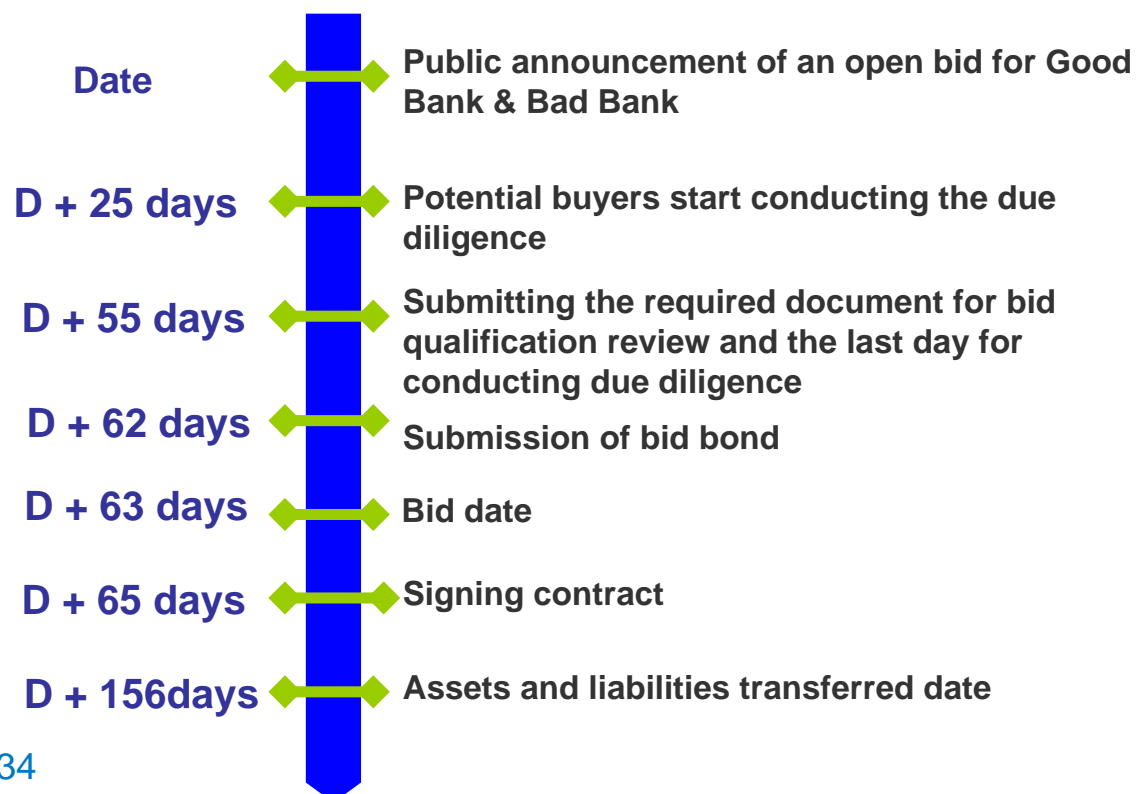 Date
Public announcement of an open bid for Good
Bank & Bad Bank
D + 25 days
Potential buyers start conducting the due
diligence
D + 55 days
Submitting the required document for bid
qualification review and the last day for
conducting due diligence
D + 62 days
Submission of bid bond
D + 63 days
Bid date
D + 65 days
Signing contract
D + 156days
Assets and liabilities transferred date
34